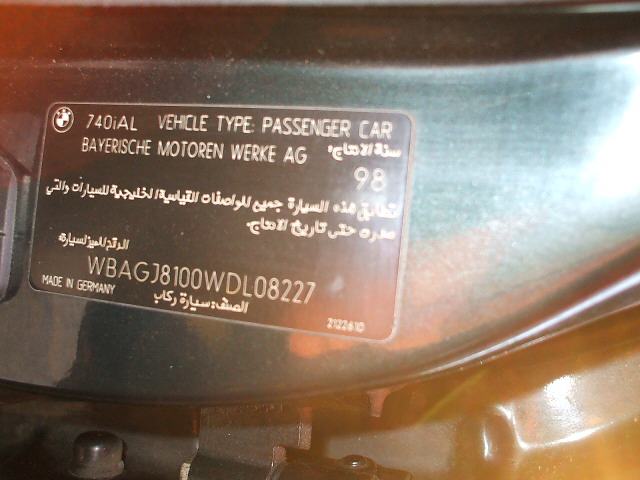 BMW
740iAL VEHICLE TYPE: PASSENGER CAR
BAYERISCHE MOTOREN WERKE AG سنة الانتاج:
98
تطابق هذه السيارة جميع المواصفات القياسية الخليجية للسيارات والتي
صدرت حتى تاريخ الانتاج.
الرقم المميز للسيارة:
WBAGJ8100WDL08227
MADE IN GERMANY الصنف: سيارة ركاب
2122610